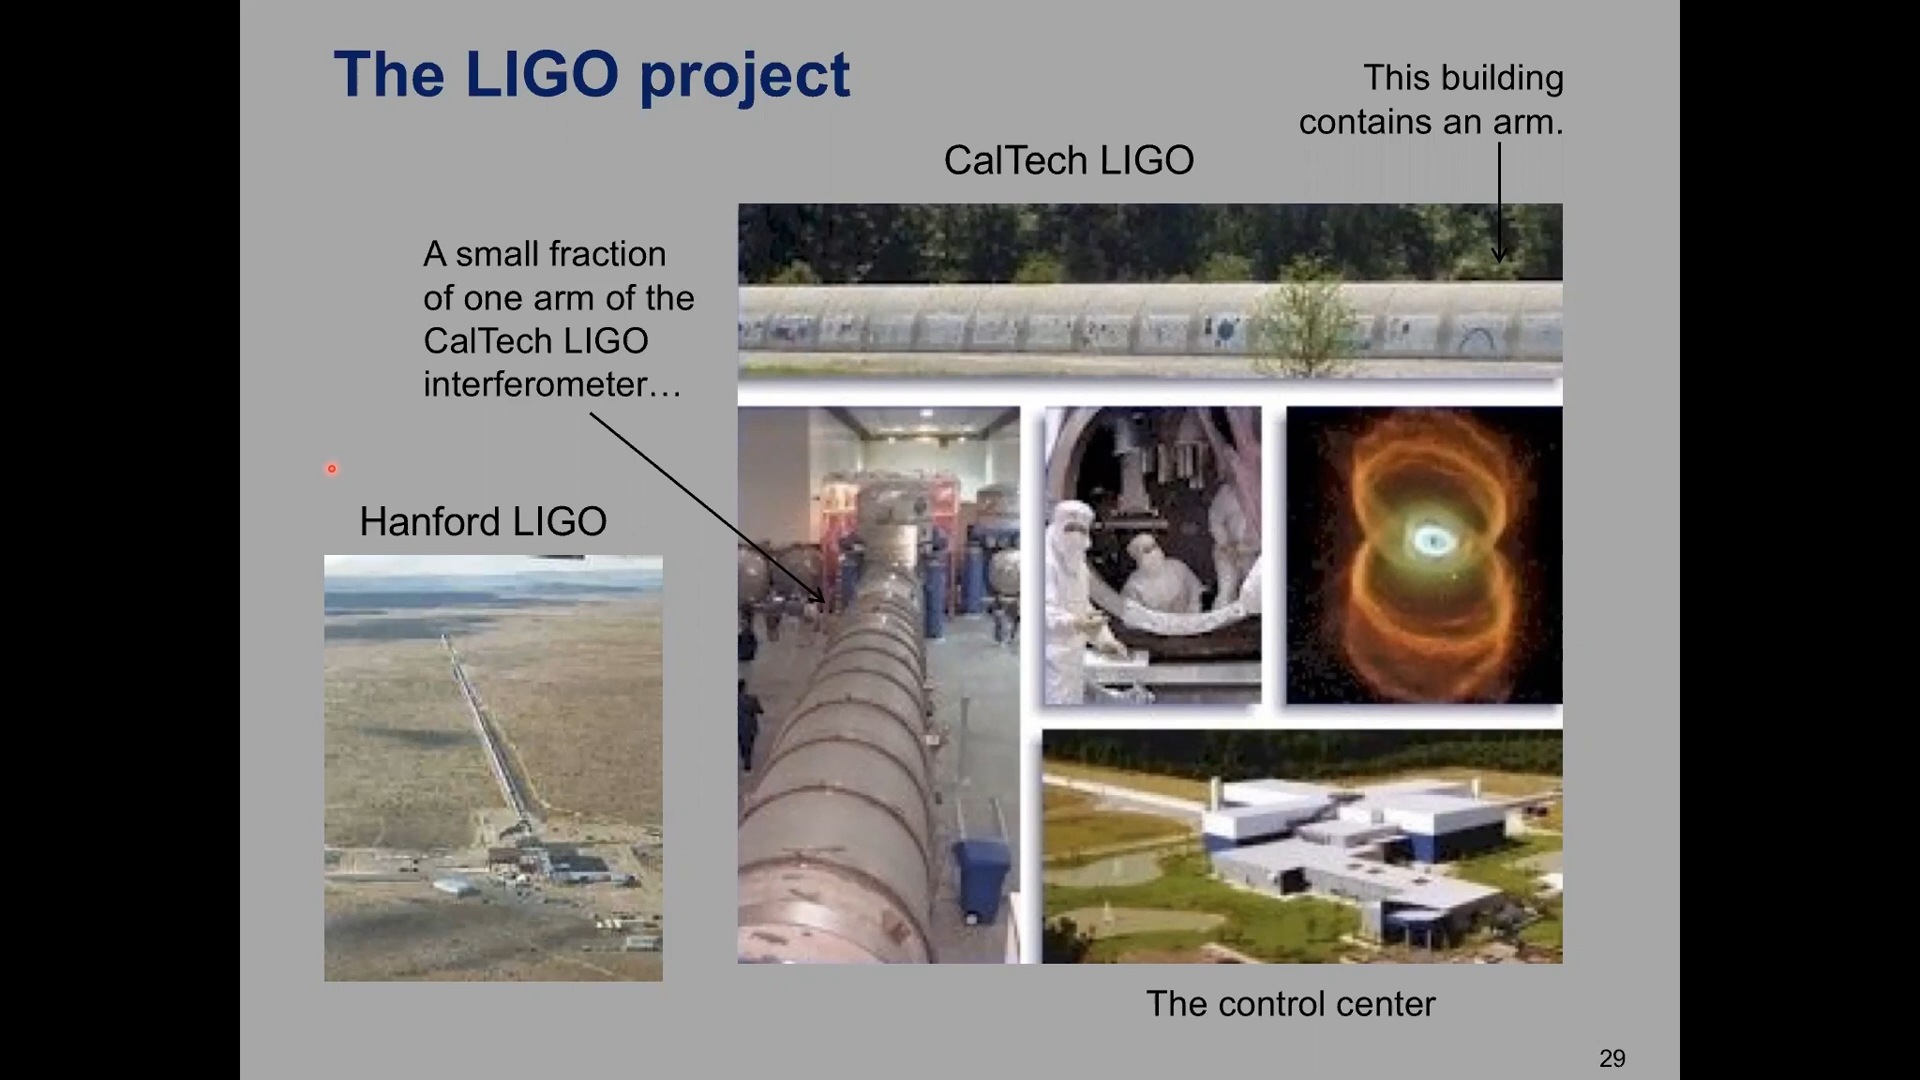 The LIGO project
This building
contains an arm.
CalTech LIGO
A small fraction
of one arm of the
CalTech LIGO
interferometer…
Hanford LIGO
The control center
29